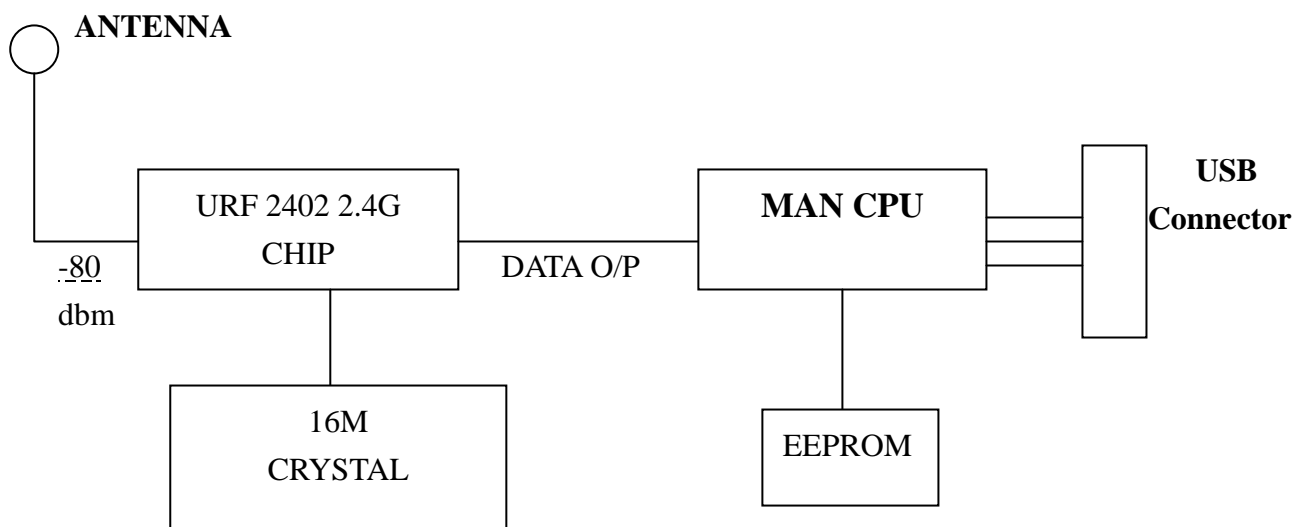 ANTENNA
URF 2402 2.4G
CHIP
-80
dbm
DATA O/P
MAN CPU
USB
Connector
16M
CRYSTAL
EEPROM